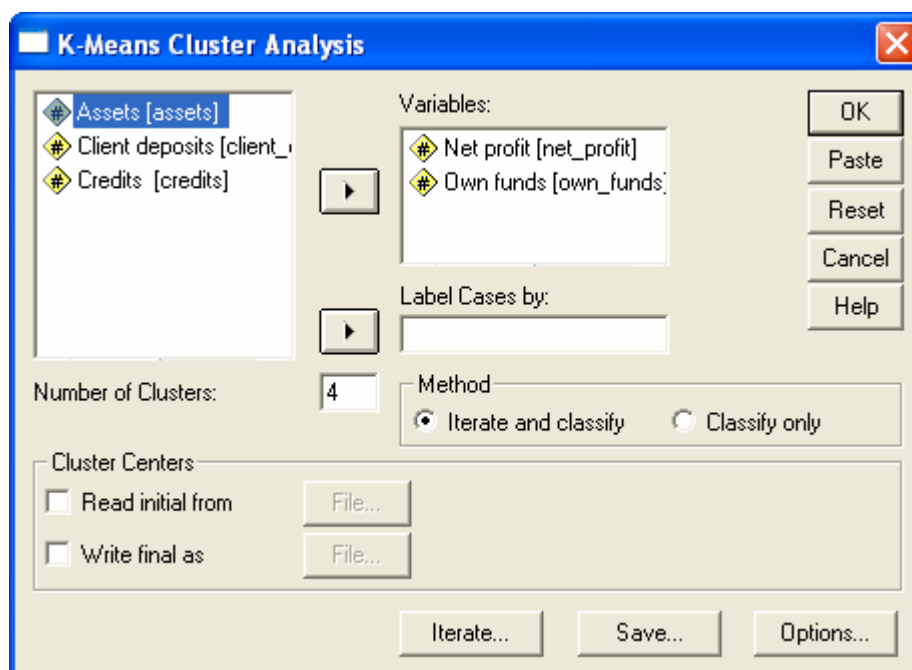 K-Means Cluster Analysis
# Assets [assets]
# Client deposits [client_
# Credits [credits]
Variables:
# Net profit [net_profit]
# Own funds [own_funds]
OK
Paste
Reset
Cancel
Help
Label Cases by:
Number of Clusters: 4
Method
Iterate and classify
Classify only
Cluster Centers
Read initial from File...
Write final as File...
Iterate... Save... Options...